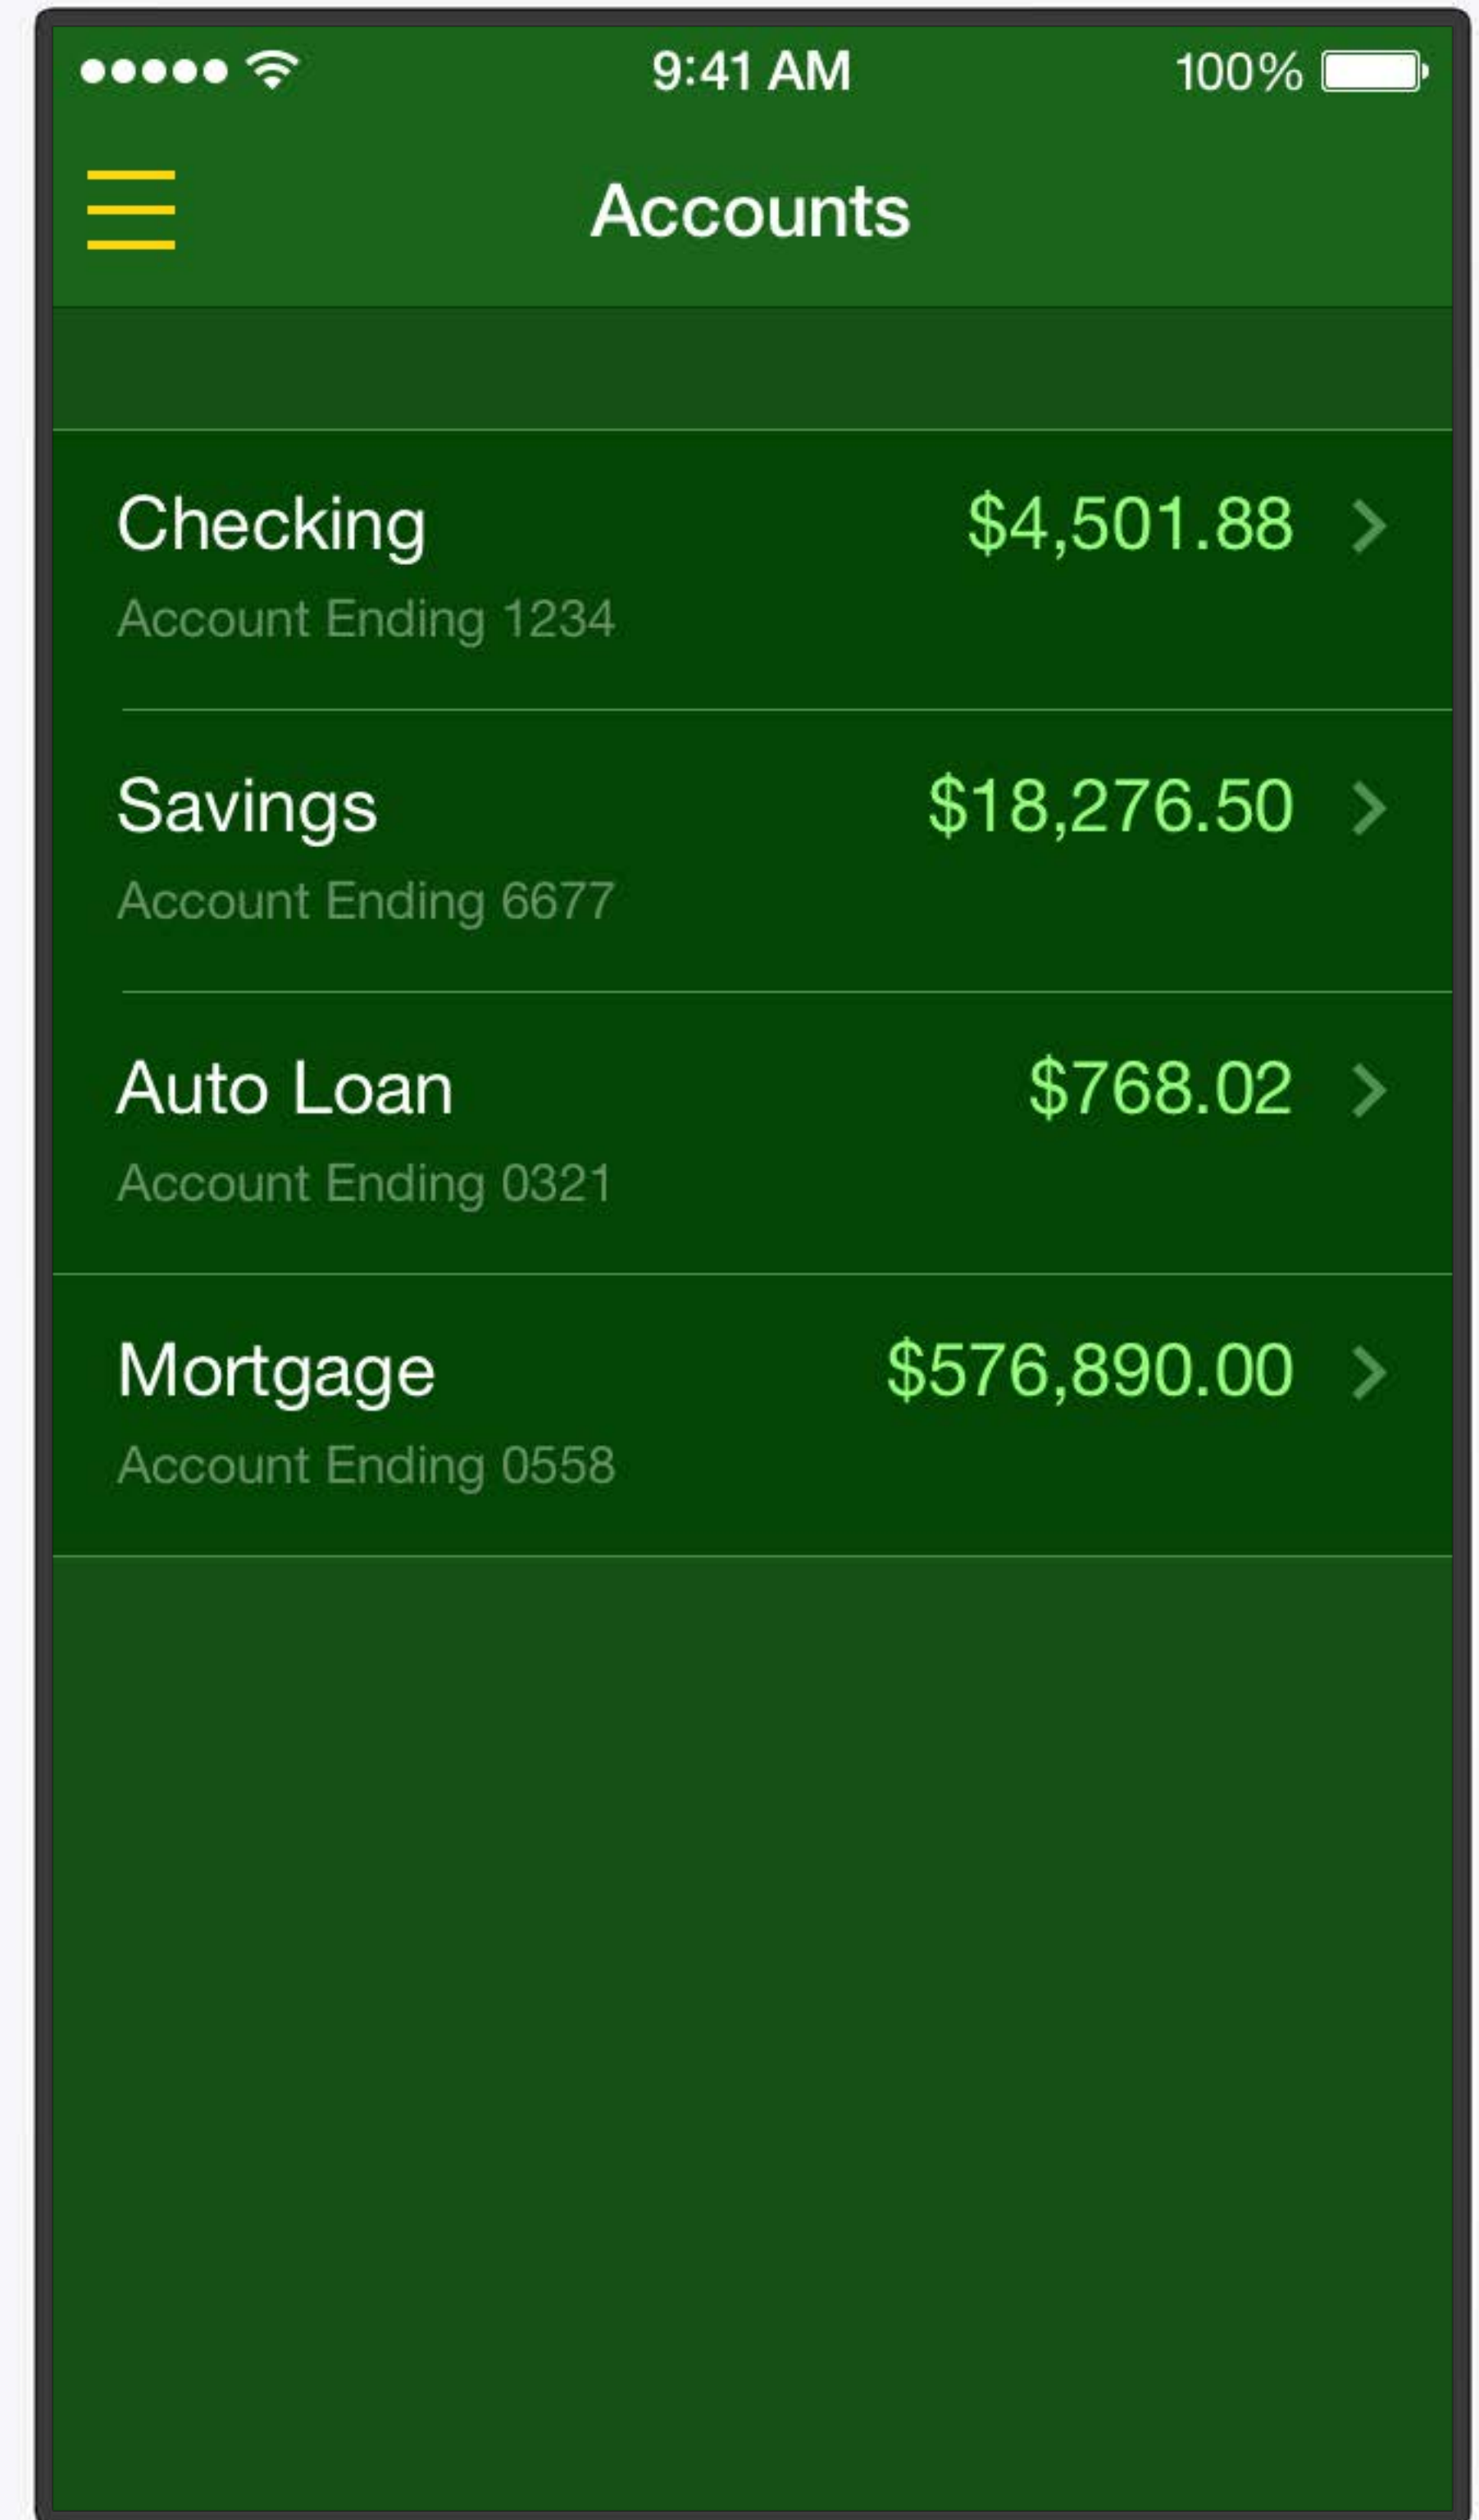 9:41 AM 100%
Accounts
Checking $4,501.88
Account Ending 1234
Savings $18,276.50
Account Ending 6677
Auto Loan $768.02
Account Ending 0321
Mortgage $576,890.00
Account Ending 0558